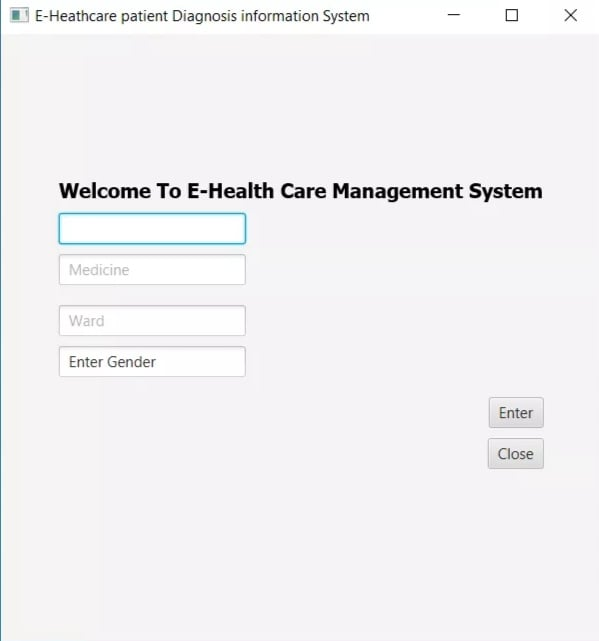 E-Heathcare patient Diagnosis information System
Welcome To E-Health Care Management System
Medicine
Ward
Enter Gender
Enter
Close